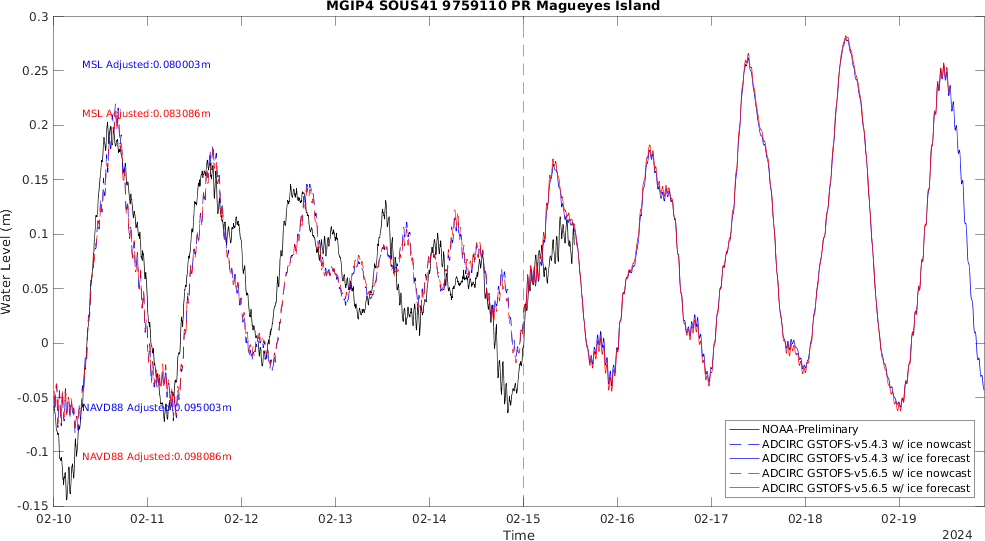 MGIP4 SOUS41 9759110 PR Magueyes Island
0.3
0.25
0.2
0.15
0.1
0.05
0
-0.05
-0.1
-0.15
Water Level (m)
MSL Adjusted:0.080003m
MSL Adjusted:0.083086m
NAVD88 Adjusted:0.095003m
NAVD88 Adjusted:0.098086m
NOAA-Preliminary
ADCIRC GSTOFS-v5.4.3 w/ ice nowcast
ADCIRC GSTOFS-v5.4.3 w/ ice forecast
ADCIRC GSTOFS-v5.6.5 w/ ice nowcast
ADCIRC GSTOFS-v5.6.5 w/ ice forecast
02-10 02-11 02-12 02-13 02-14 02-15 02-16 02-17 02-18 02-19
Time
2024